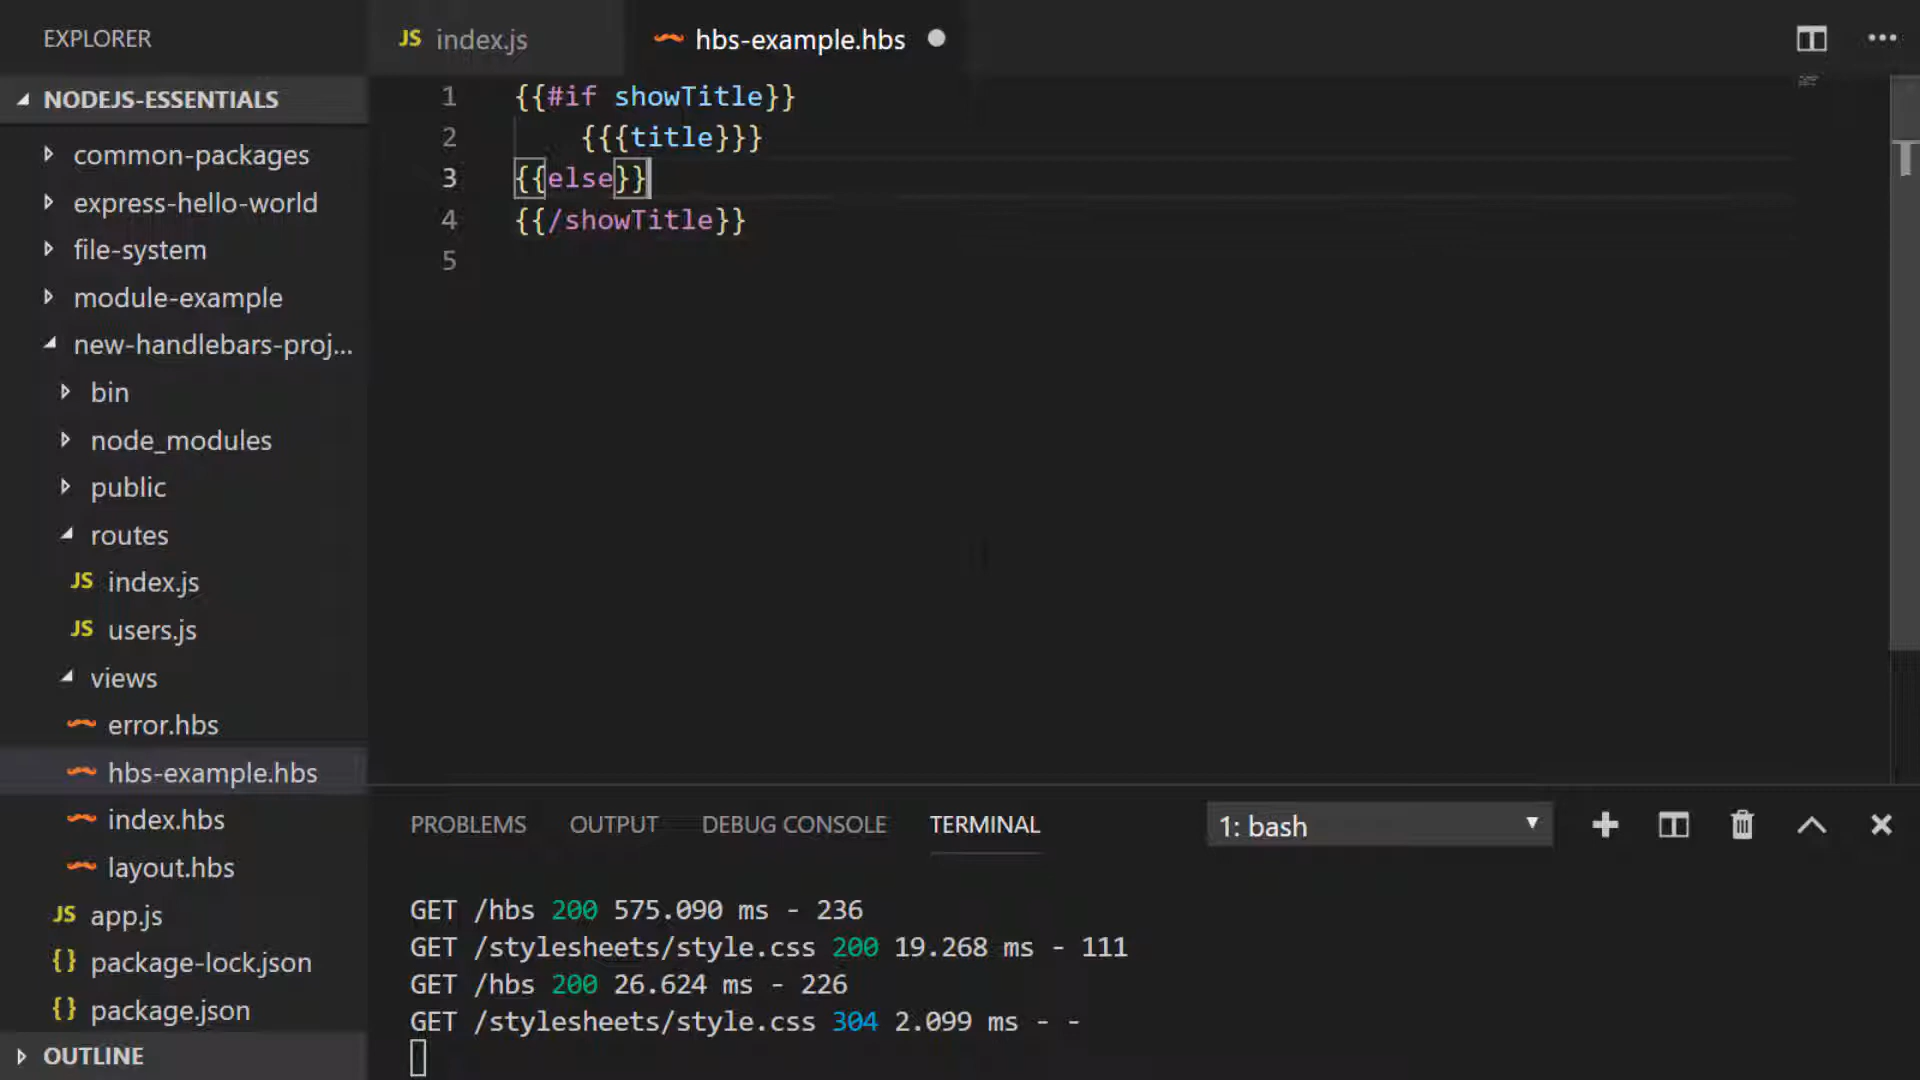 EXPLORER
NODEJS-ESSENTIALS
common-packages
express-hello-world
file-system
module-example
new-handlebars-proj...
bin
node_modules
public
routes
JS index.js
JS users.js
views
error.hbs
hbs-example.hbs
index.hbs
layout.hbs
JS app.js
{ } package-lock.json
{ } package.json
OUTLINE
JS index.js
hbs-example.hbs
1 {{#if showTitle}}
2 {{{title}}}
3 {{else}}
4 {{/showTitle}}
5
PROBLEMS OUTPUT DEBUG CONSOLE TERMINAL 1: bash
GET /hbs 200 575.090 ms - 236
GET /stylesheets/style.css 200 19.268 ms - 111
GET /hbs 200 26.624 ms - 226
GET /stylesheets/style.css 304 2.099 ms - -